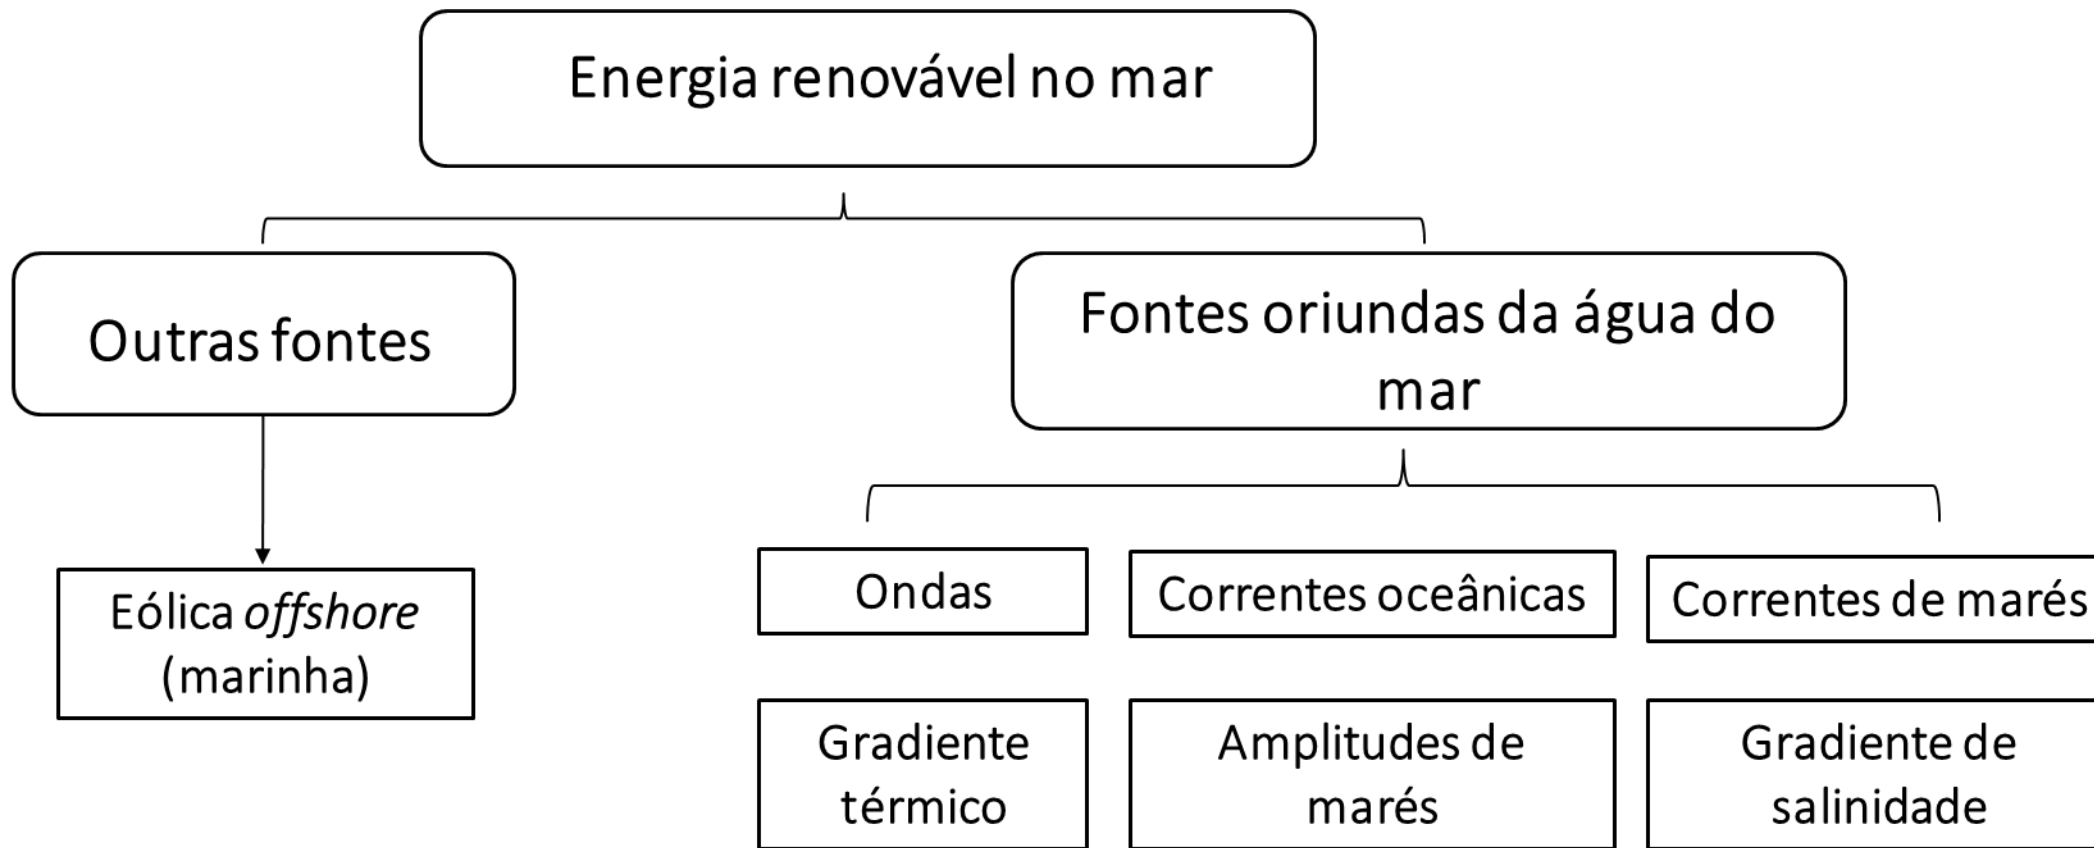 Energia renovável no mar
Outras fontes
Fontes oriundas da água do
mar
Eólica offshore
(marinha)
Ondas
Correntes oceânicas
Correntes de marés
Gradiente
térmico
Amplitudes de
marés
Gradiente de
salinidade